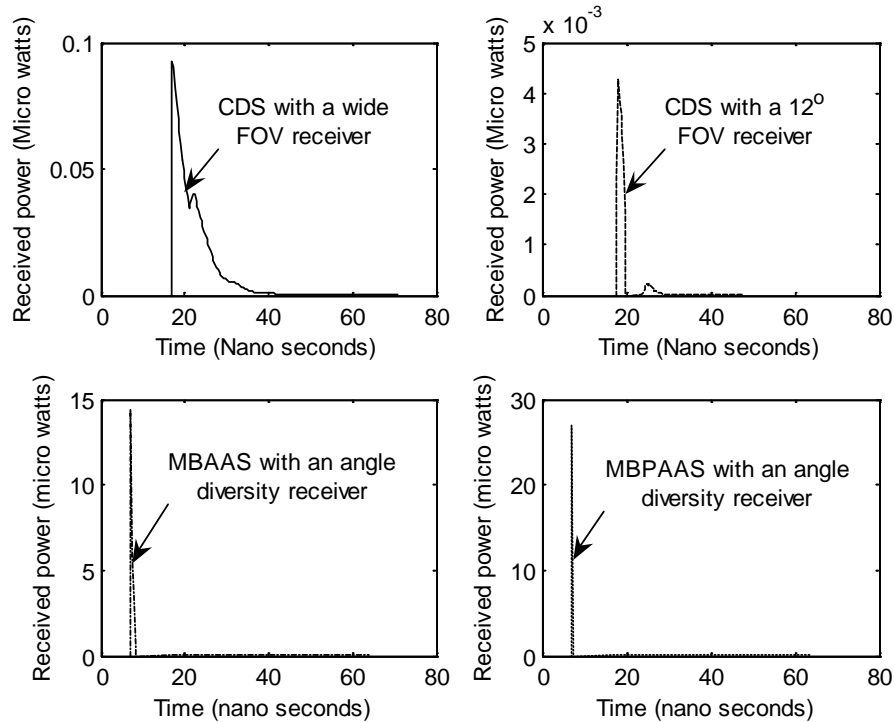 Received power (Micro watts)
0.1
0.05
0
CDS with a wide
FOV receiver
0 20 40 60 80
Time (Nano seconds)
x 10⁻³
Received power (Micro watts)
5
4
3
2
1
0
CDS with a 12⁰
FOV receiver
0 20 40 60 80
Time (Nano seconds)
Received power (micro watts)
15
10
5
0
MBAAS with an angle
diversity receiver
0 20 40 60 80
Time (nano seconds)
Received power (micro watts)
30
20
10
0
MBPAAS with an angle
diversity receiver
0 20 40 60 80
Time (nano seconds)